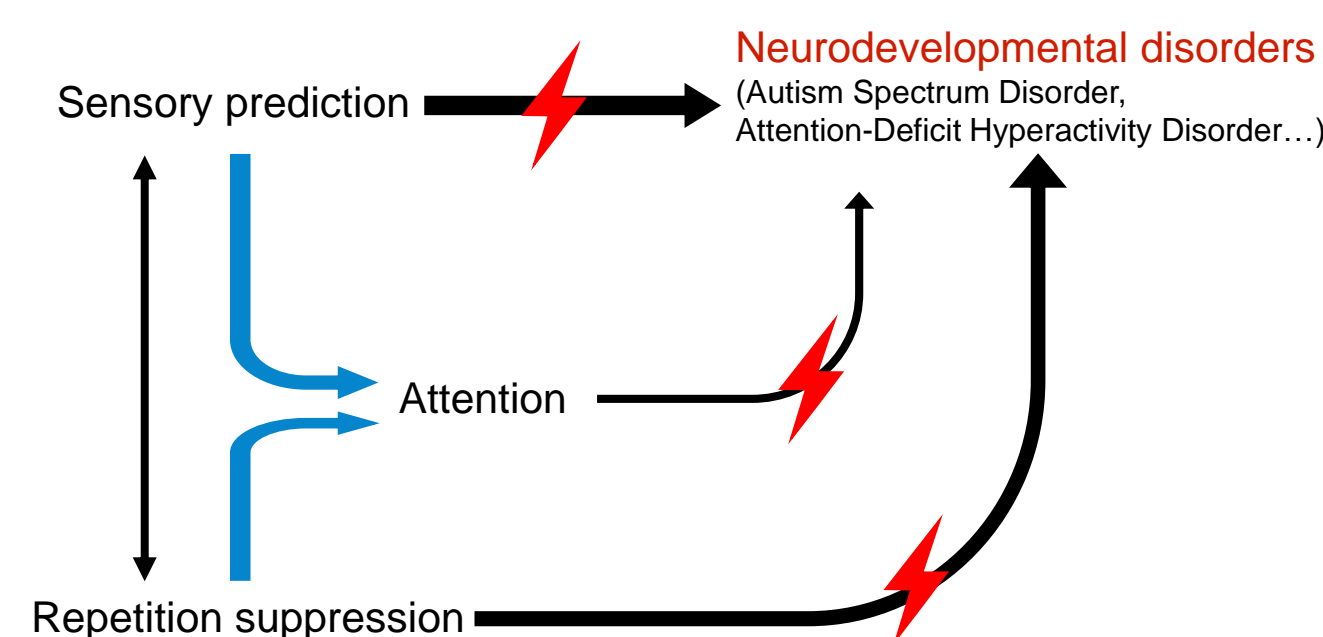 Neurodevelopmental disorders
Sensory prediction
(Autism Spectrum Disorder,
Attention-Deficit Hyperactivity Disorder…)
Attention
Repetition suppression